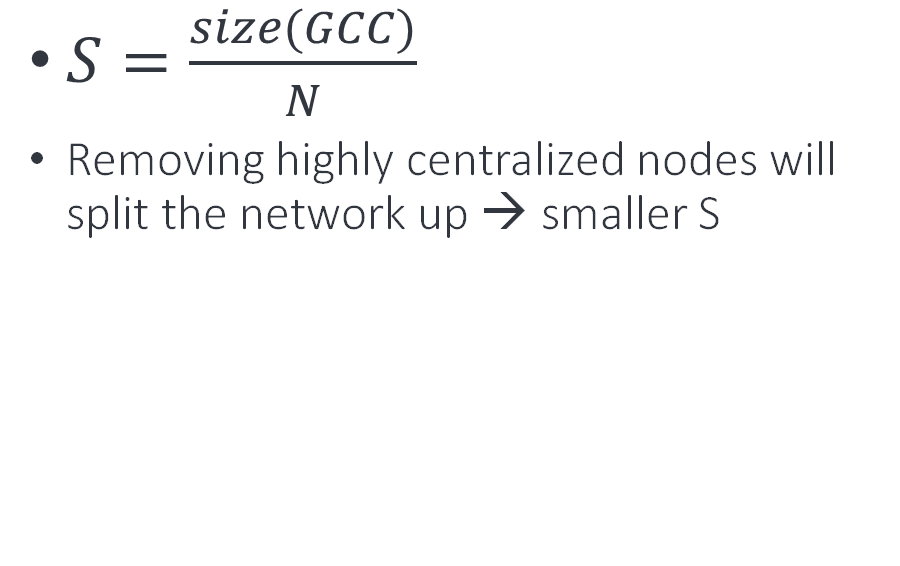 • S = size(GCC) / N
• Removing highly centralized nodes will
split the network up → smaller S